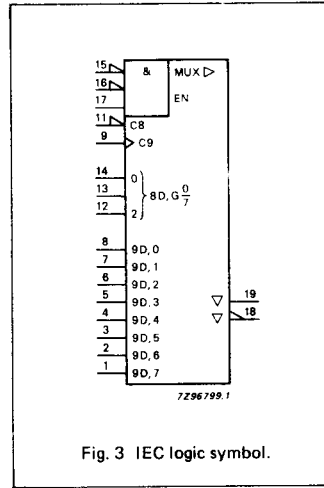 15
& MUX ▷
16
17 EN
11 C8
9 C9
14 0
13 8D, G 0/7
12 2
8 9D, 0
7 9D, 1
6 9D, 2
5 9D, 3 ▽ 19
4 9D, 4 ▽ 18
3 9D, 5
2 9D, 6
1 9D, 7
7Z96799.1
Fig. 3 IEC logic symbol.